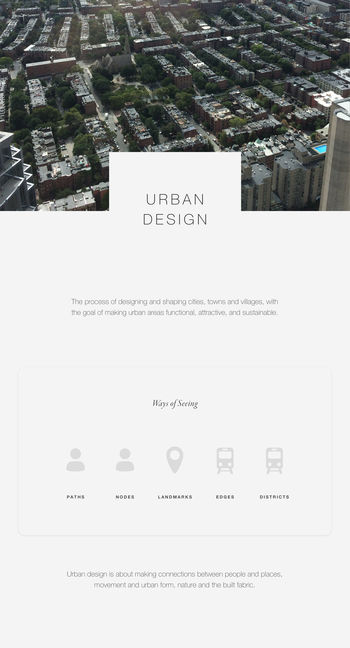 URBAN
DESIGN
The process of designing and shaping cities, towns and villages, with
the goal of making urban areas functional, attractive, and sustainable.
Ways of Seeing
PATHS NODES LANDMARKS EDGES DISTRICTS
Urban design is about making connections between people and places,
movement and urban form, nature and the built fabric.